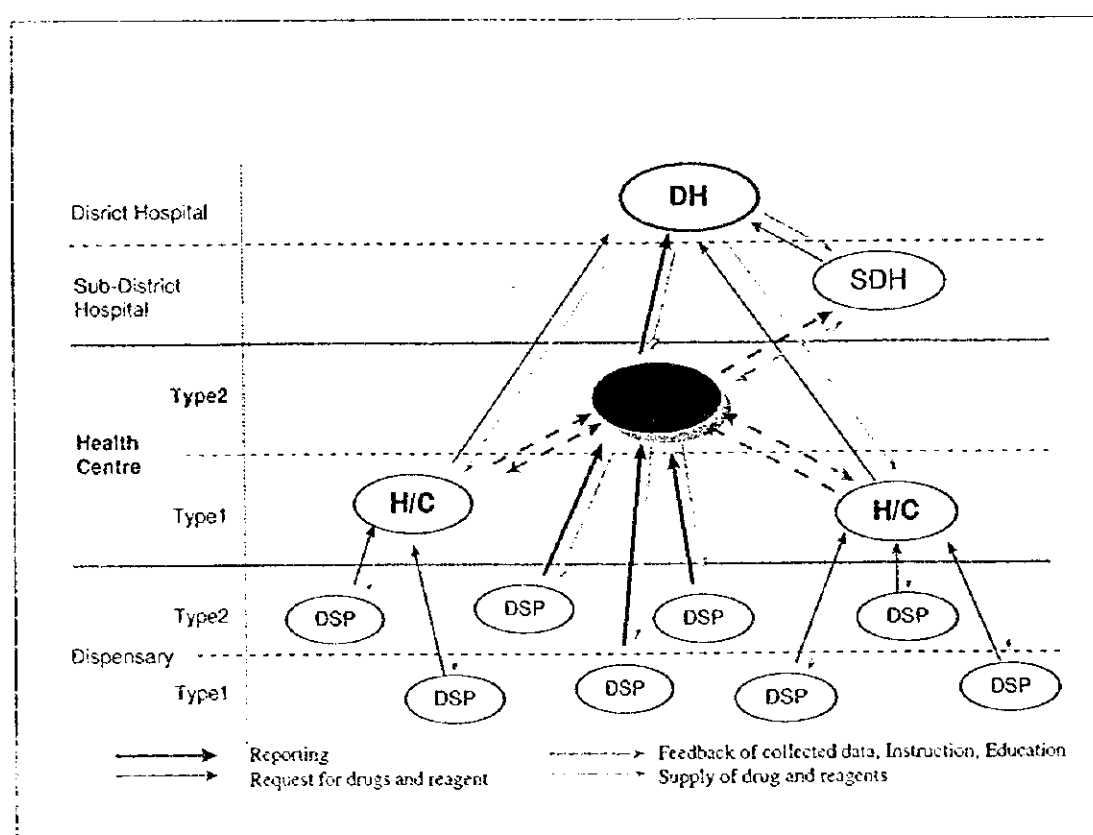 DH
Disrict Hospital
SDH
Sub-District
Hospital
Type2
Health
Centre
H/C
H/C
Type1
DSP
DSP
DSP
DSP
Type2
Dispensary
DSP
DSP
DSP
DSP
Type1
Reporting
Feedback of collected data, Instruction, Education
Request for drugs and reagent
Supply of drug and reagents